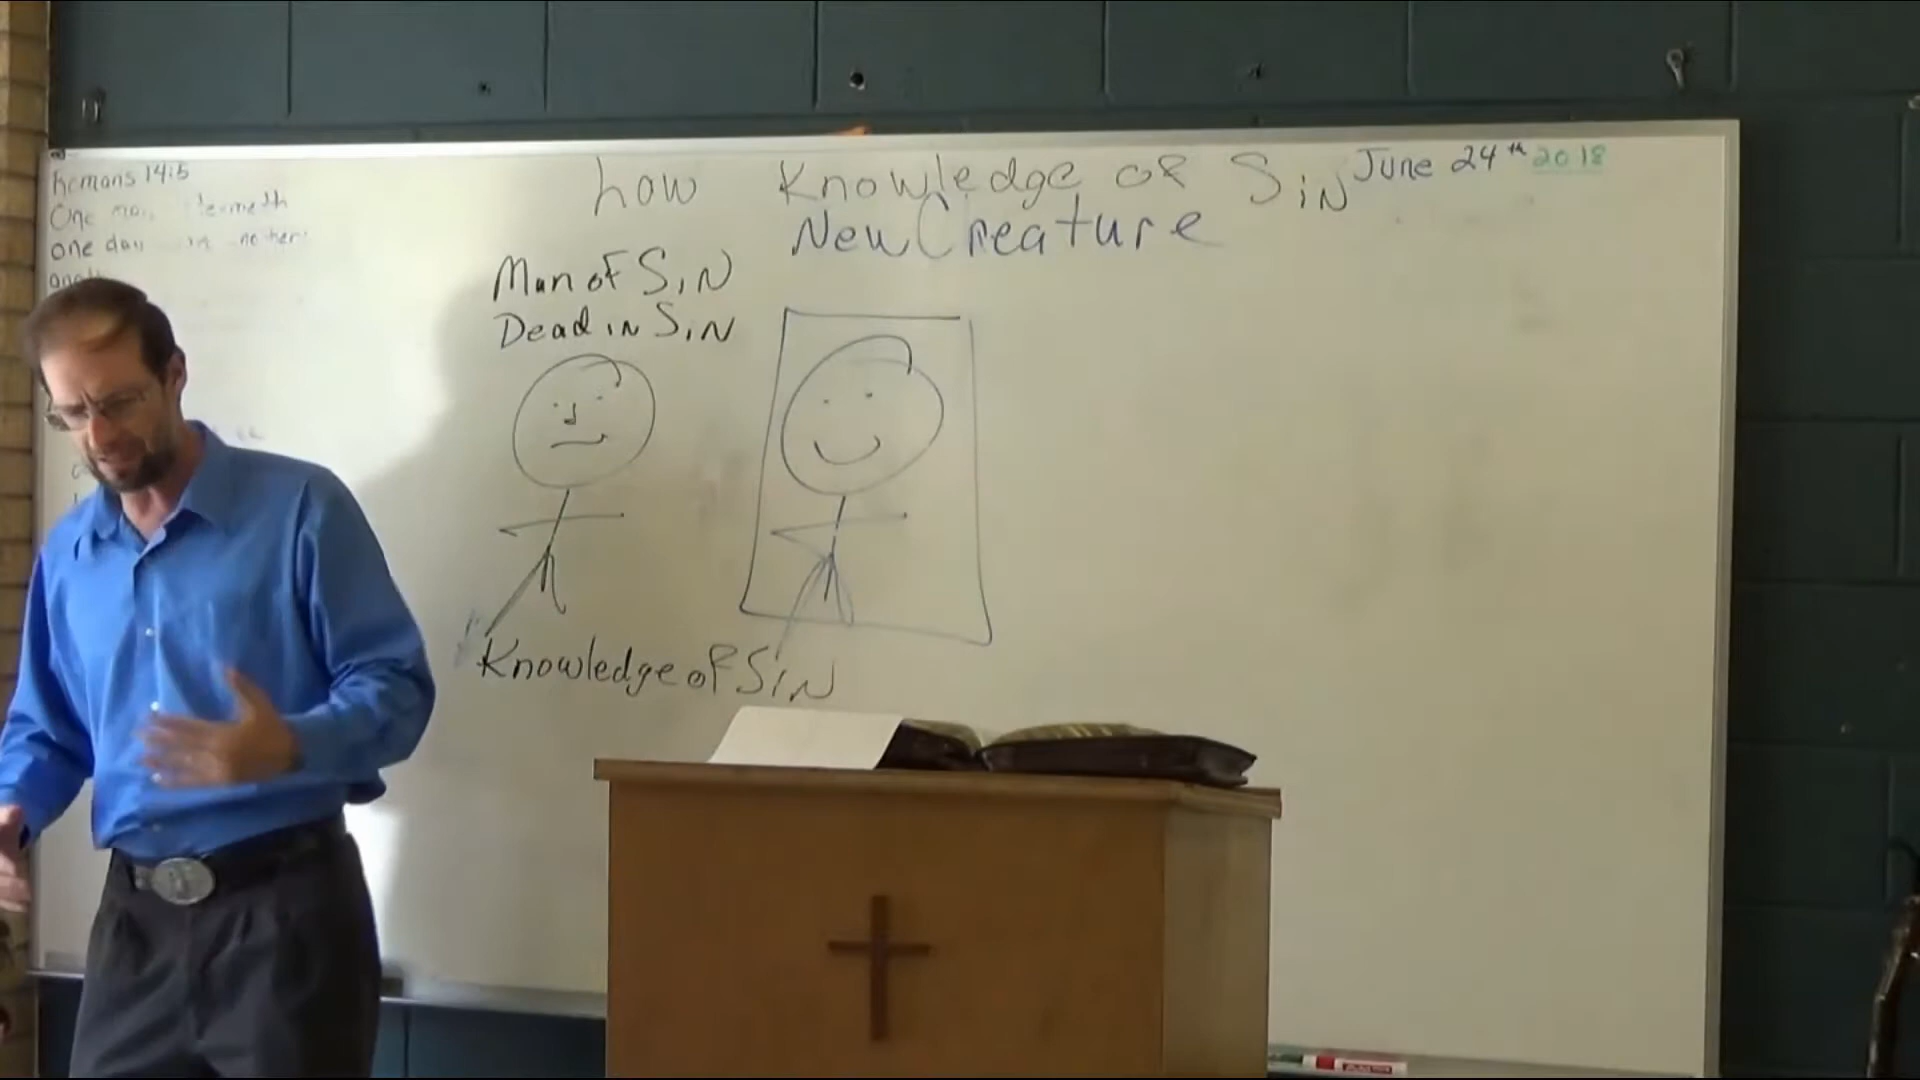 Romans 14:5
One man
one day
how Knowledge of SiN
New Creature
June 24th 2018
Man of SiN
Dead iN SiN
Knowledge of SiN